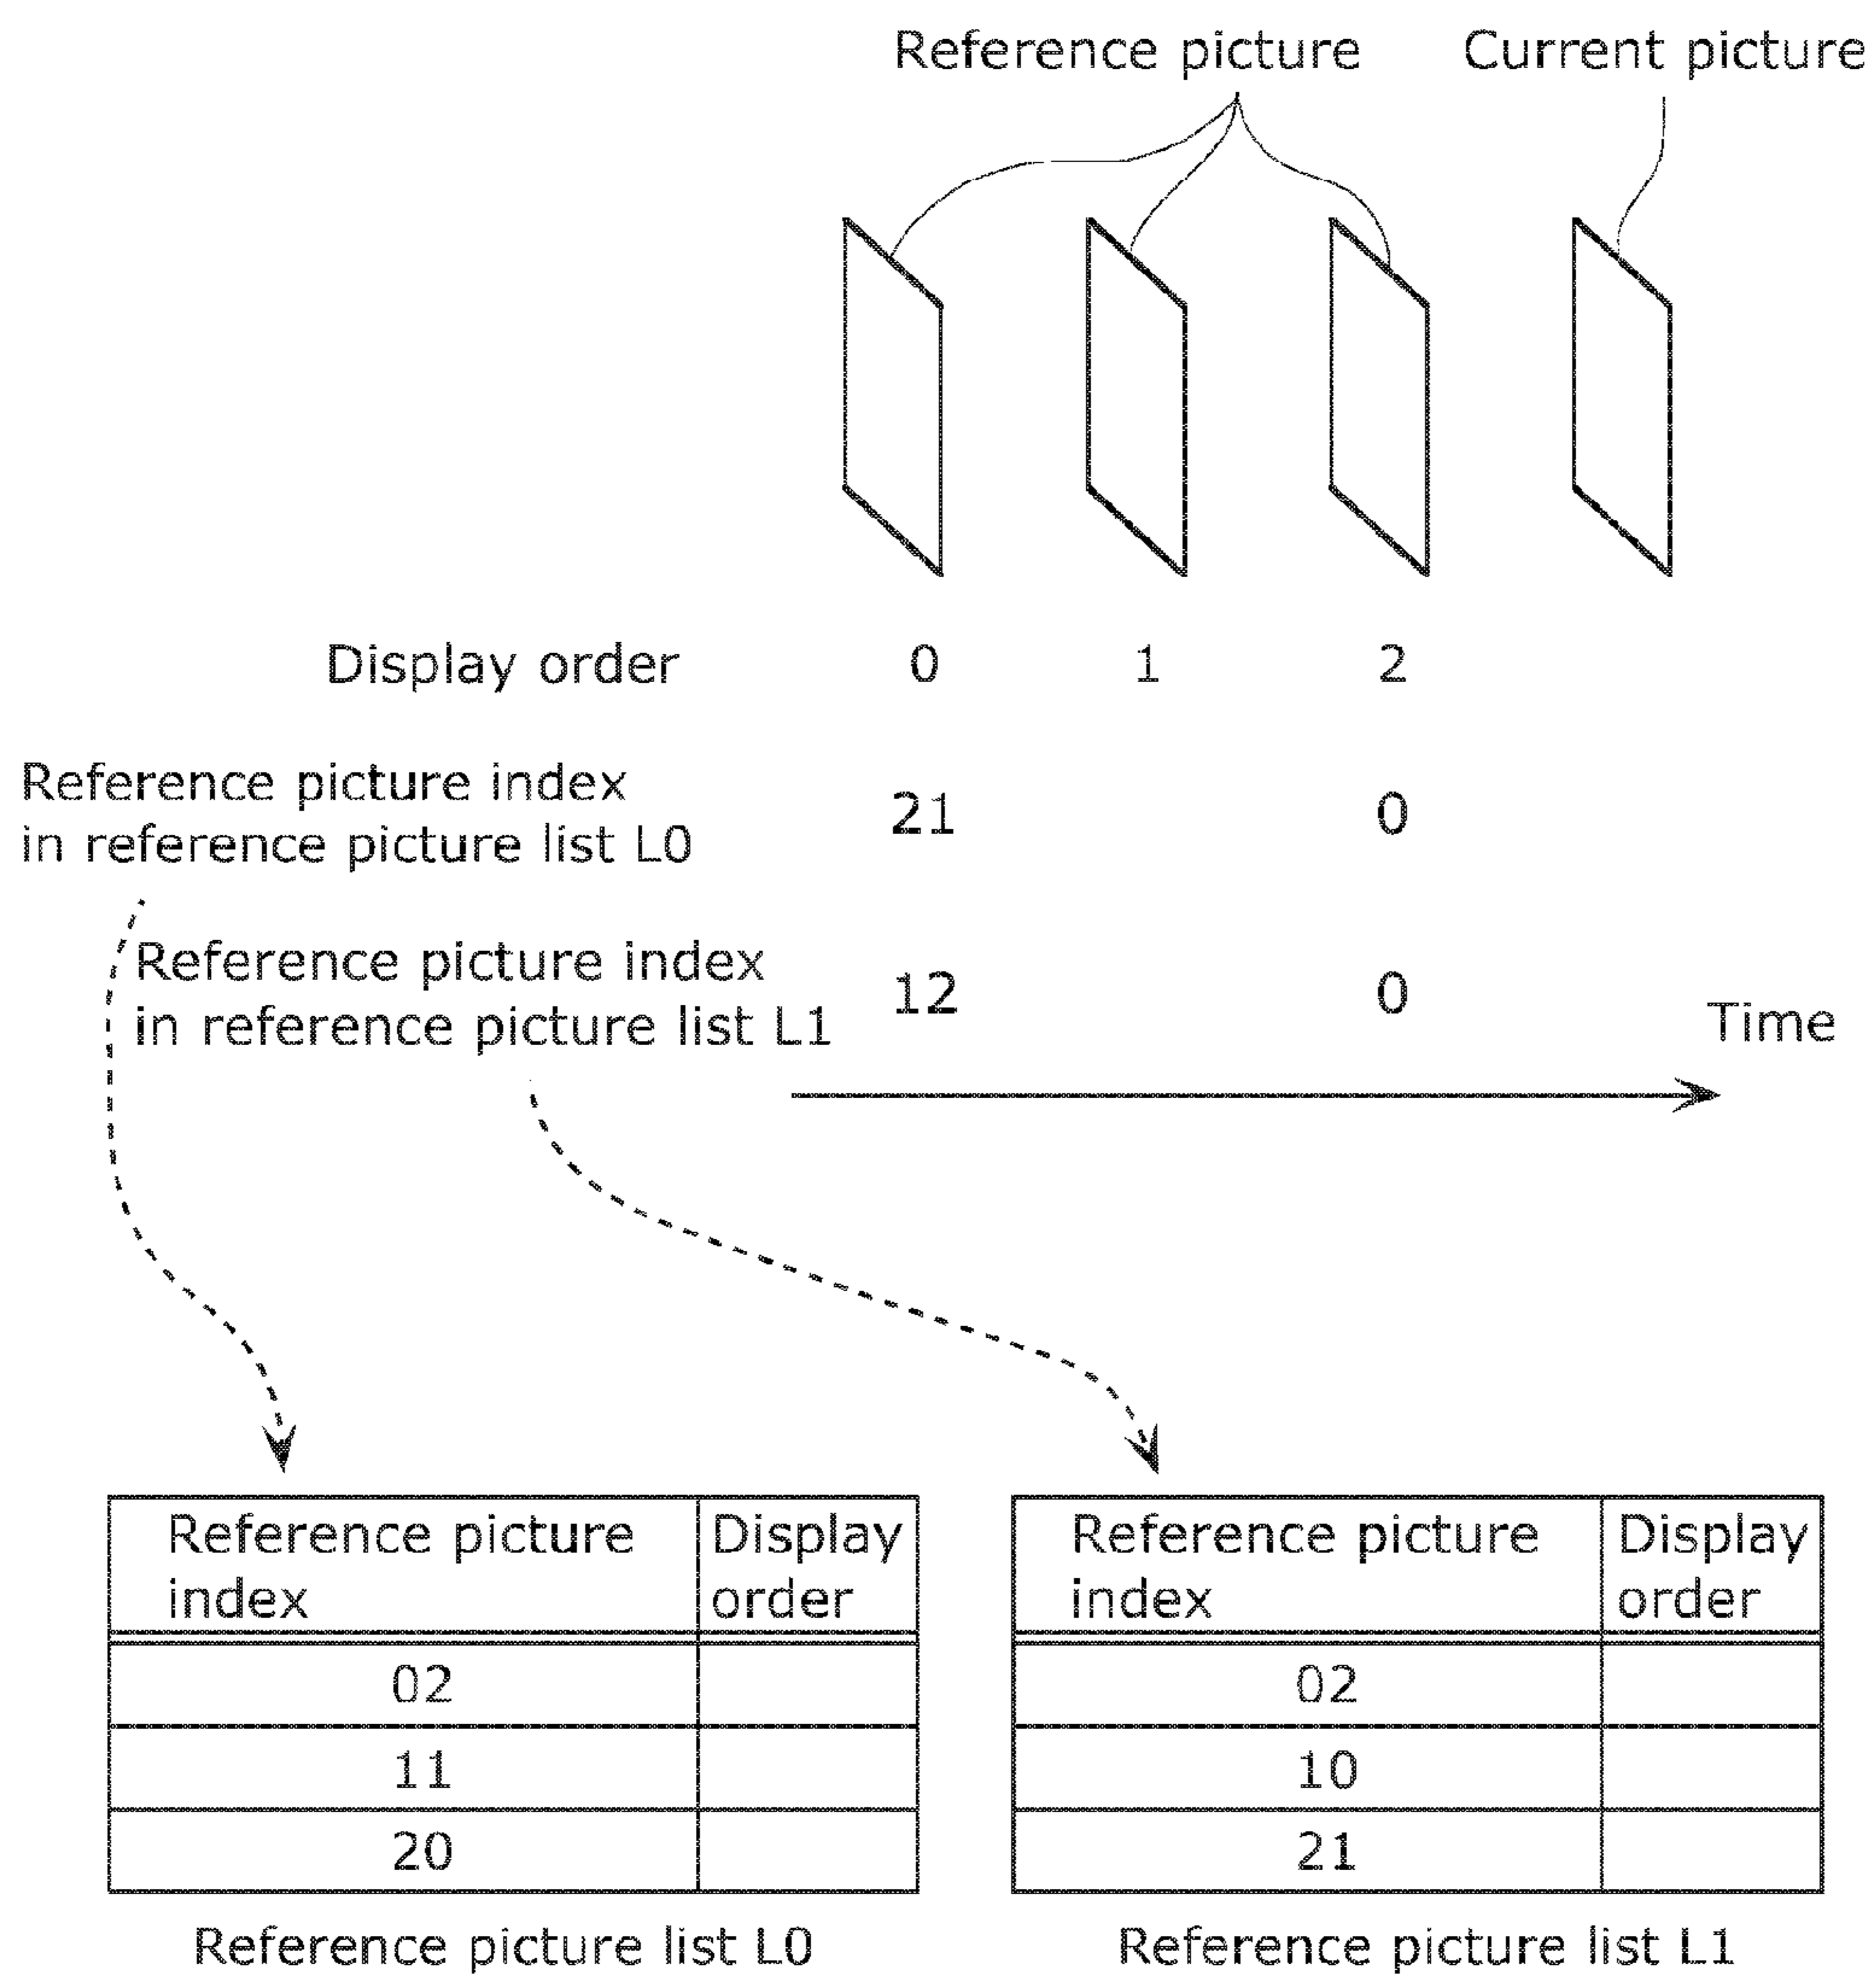 Reference picture Current picture
Display order 0 1 2
Reference picture index
in reference picture list L0 21 0
Reference picture index
in reference picture list L1 12 0
Time
Reference picture index Display order
02
11
20
Reference picture list L0
Reference picture index Display order
02
10
21
Reference picture list L1